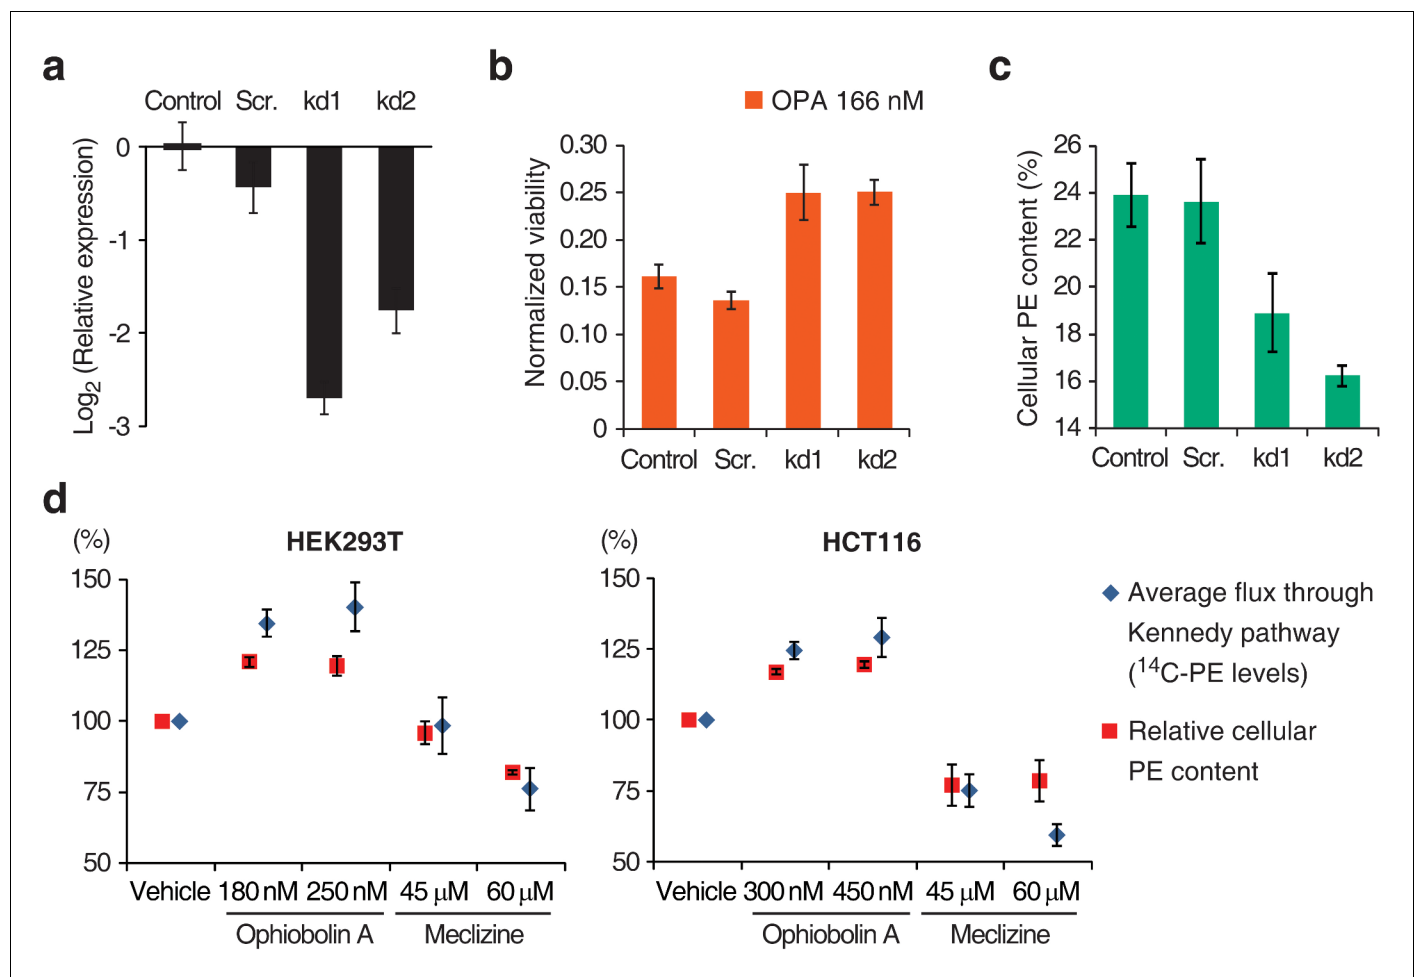 a
Control Scr. kd1 kd2
Log2 (Relative expression)
0
-1
-2
-3
b
OPA 166 nM
Normalized viability
0.30
0.25
0.20
0.15
0.10
0.05
0
Control Scr. kd1 kd2
c
Cellular PE content (%)
26
24
22
20
18
16
14
Control Scr. kd1 kd2
d
(%)
HEK293T
150
125
100
75
50
Vehicle 180 nM 250 nM 45 µM 60 µM
Ophiobolin A Meclizine
(%)
HCT116
150
125
100
75
50
Vehicle 300 nM 450 nM 45 µM 60 µM
Ophiobolin A Meclizine
Average flux through
Kennedy pathway
(14C-PE levels)
Relative cellular
PE content